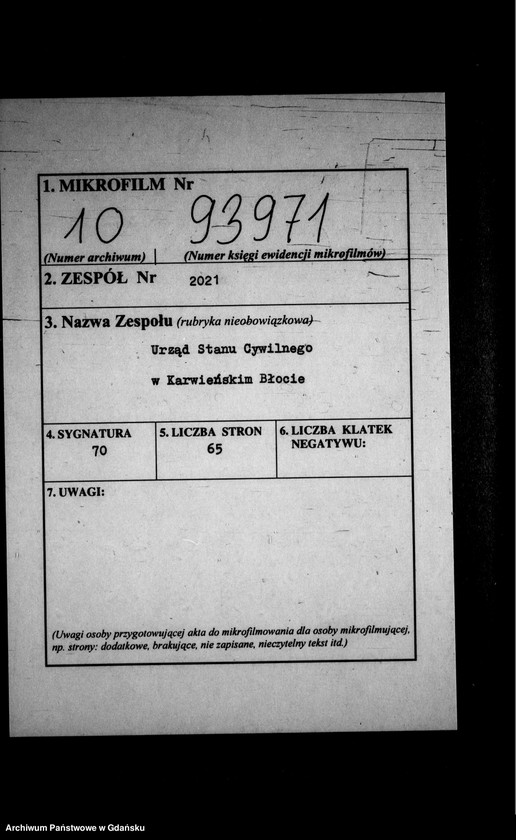 1. MIKROFILM Nr
10 93971
(Numer archiwum) (Numer księgi ewidencji mikrofilmów)
2. ZESPÓŁ Nr 2021
3. Nazwa Zespołu (rubryka nieobowiązkowa)
Urząd Stanu Cywilnego
w Karwieńskim Błocie
4. SYGNATURA
70
5. LICZBA STRON
65
6. LICZBA KLATEK
NEGATYWU:
7. UWAGI:
(Uwagi osoby przygotowującej akta do mikrofilmowania dla osoby mikrofilmującej,
np. strony: dodatkowe, brakujące, nie zapisane, nieczytelny tekst itd.)
Archiwum Państwowe w Gdańsku